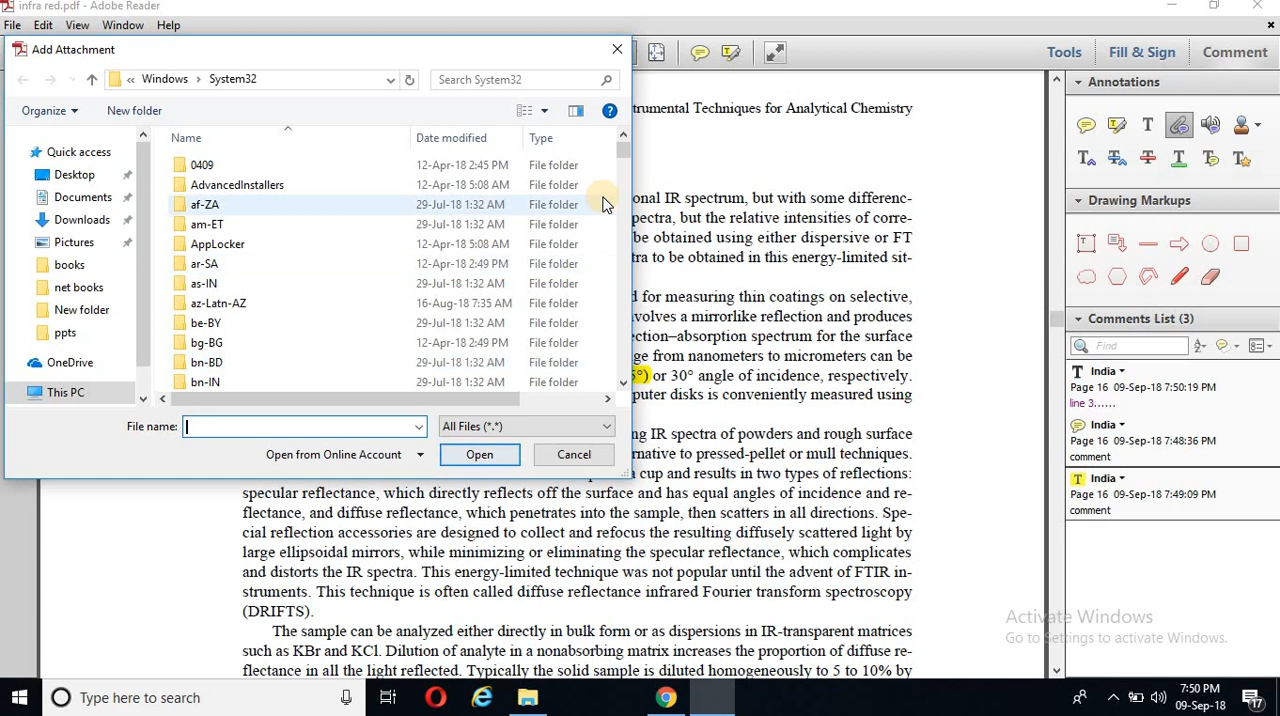 infra red.pdf - Adobe Reader
File Edit View Window Help
Add Attachment
Tools Fill & Sign Comment
« Windows › System32
Search System32
Organize New folder
Name Date modified Type
Quick access
Desktop
Documents
Downloads
Pictures
books
net books
New folder
ppts
OneDrive
This PC
0409 12-Apr-18 2:45 PM File folder
AdvancedInstallers 12-Apr-18 5:08 AM File folder
af-ZA 29-Jul-18 1:32 AM File folder
am-ET 29-Jul-18 1:32 AM File folder
AppLocker 12-Apr-18 5:08 AM File folder
ar-SA 12-Apr-18 2:49 PM File folder
as-IN 29-Jul-18 1:32 AM File folder
az-Latn-AZ 16-Aug-18 7:35 AM File folder
be-BY 29-Jul-18 1:32 AM File folder
bg-BG 12-Apr-18 2:49 PM File folder
bn-BD 29-Jul-18 1:32 AM File folder
bn-IN 29-Jul-18 1:32 AM File folder
File name:
All Files (*.*)
Open from Online Account Open Cancel
trumental Techniques for Analytical Chemistry
onal IR spectrum, but with some differenc-
pectra, but the relative intensities of corre-
be obtained using either dispersive or FT
tra to be obtained in this energy-limited sit-
d for measuring thin coatings on selective,
nvolves a mirrorlike reflection and produces
ection–absorption spectrum for the surface
ge from nanometers to micrometers can be
5°) or 30° angle of incidence, respectively.
puter disks is conveniently measured using
ng IR spectra of powders and rough surface
ernative to pressed-pellet or mull techniques.
a cup and results in two types of reflections:
specular reflectance, which directly reflects off the surface and has equal angles of incidence and re-
flectance, and diffuse reflectance, which penetrates into the sample, then scatters in all directions. Spe-
cial reflection accessories are designed to collect and refocus the resulting diffusely scattered light by
large ellipsoidal mirrors, while minimizing or eliminating the specular reflectance, which complicates
and distorts the IR spectra. This energy-limited technique was not popular until the advent of FTIR in-
struments. This technique is often called diffuse reflectance infrared Fourier transform spectroscopy
(DRIFTS).
The sample can be analyzed either directly in bulk form or as dispersions in IR-transparent matrices
such as KBr and KCl. Dilution of analyte in a nonabsorbing matrix increases the proportion of diffuse re-
flectance in all the light reflected. Typically the solid sample is diluted homogeneously to 5 to 10% by
Annotations
Drawing Markups
Comments List (3)
Find
India
Page 16 09-Sep-18 7:50:19 PM
line 3......
India
Page 16 09-Sep-18 7:48:36 PM
comment
India
Page 16 09-Sep-18 7:49:09 PM
comment
Activate Windows
Go to Settings to activate Windows.
Type here to search
7:50 PM
09-Sep-18
17